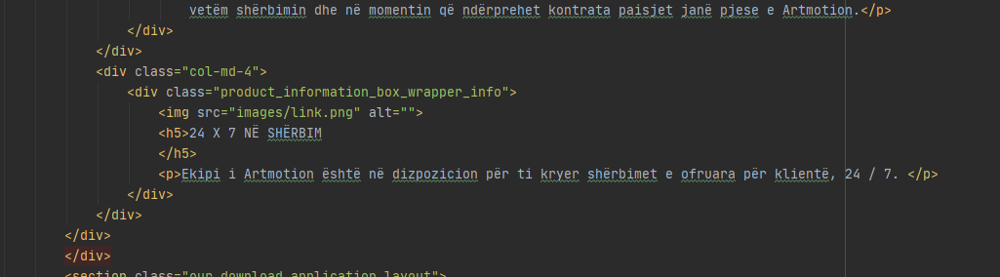 vetëm shërbimin dhe në momentin që ndërprehet kontrata paisjet janë pjese e Artmotion.</p>
</div>
</div>
<div class="col-md-4">
<div class="product_information_box_wrapper_info">
<img src="images/link.png" alt="">
<h5>24 X 7 NË SHËRBIM
</h5>
<p>Ekipi i Artmotion është në dizpozicion për ti kryer shërbimet e ofruara për klientë, 24 / 7. </p>
</div>
</div>
</div>
</div>
<section class="our_download_application_layout">